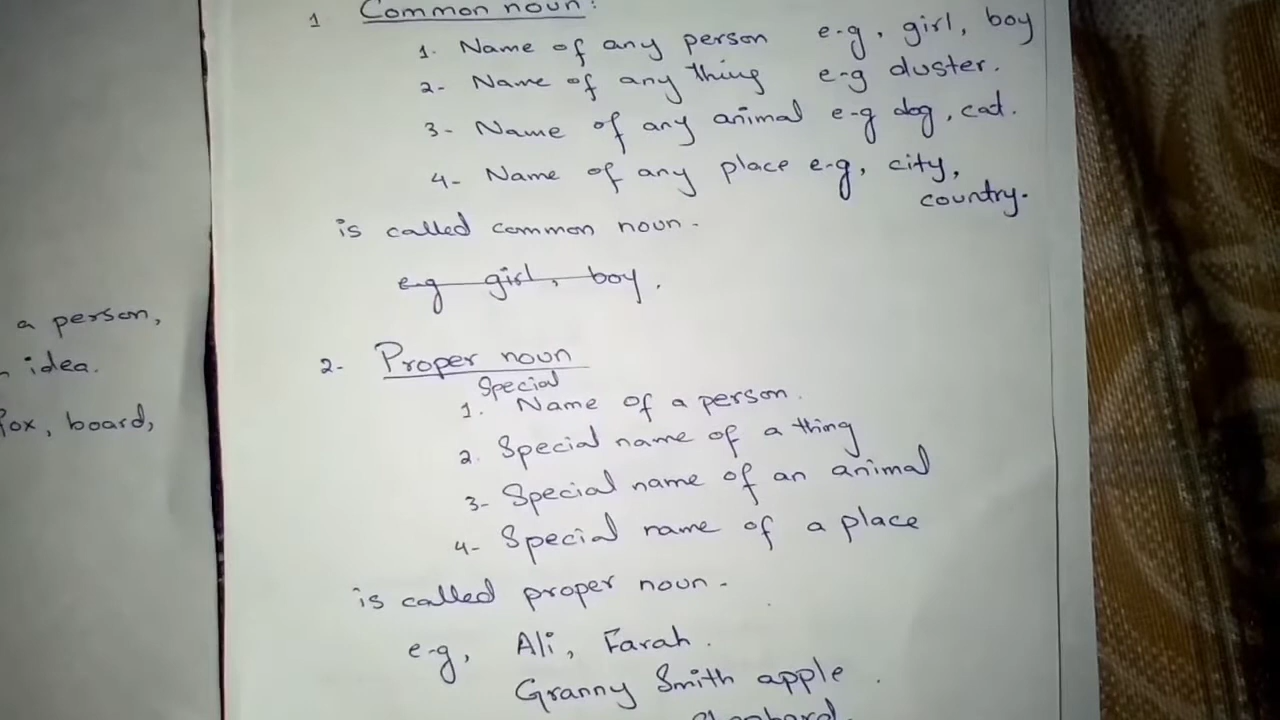 a person,
idea.
fox, board,
1 Common noun:
1. Name of any person e-g, girl, boy
2- Name of any thing e-g duster.
3- Name of any animal e-g dog, cat.
4- Name of any place e-g, city,
country.
is called common noun.
e-g girl, boy.
2- Proper noun
Special
1. Name of a person.
2. Special name of a thing
3- Special name of an animal
4- Special name of a place
is called proper noun.
e-g, Ali, Farah.
Granny Smith apple.